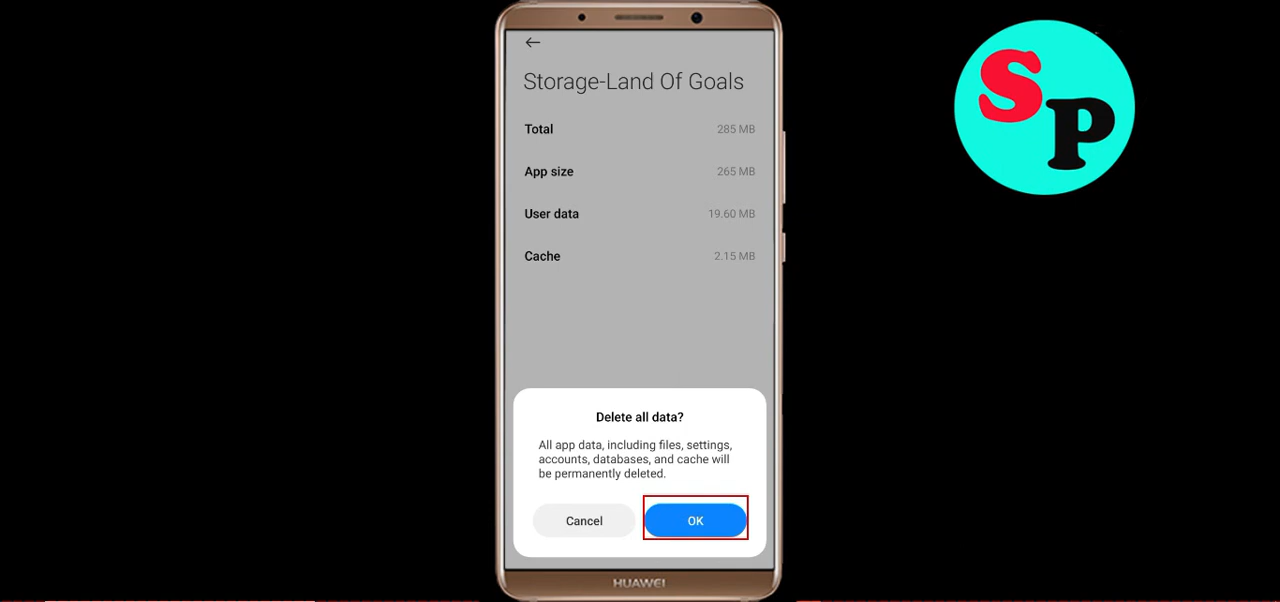 Storage-Land Of Goals
Total 285 MB
App size 265 MB
User data 19.60 MB
Cache 2.15 MB
Delete all data?
All app data, including files, settings,
accounts, databases, and cache will
be permanently deleted.
Cancel OK
HUAWEI
SP